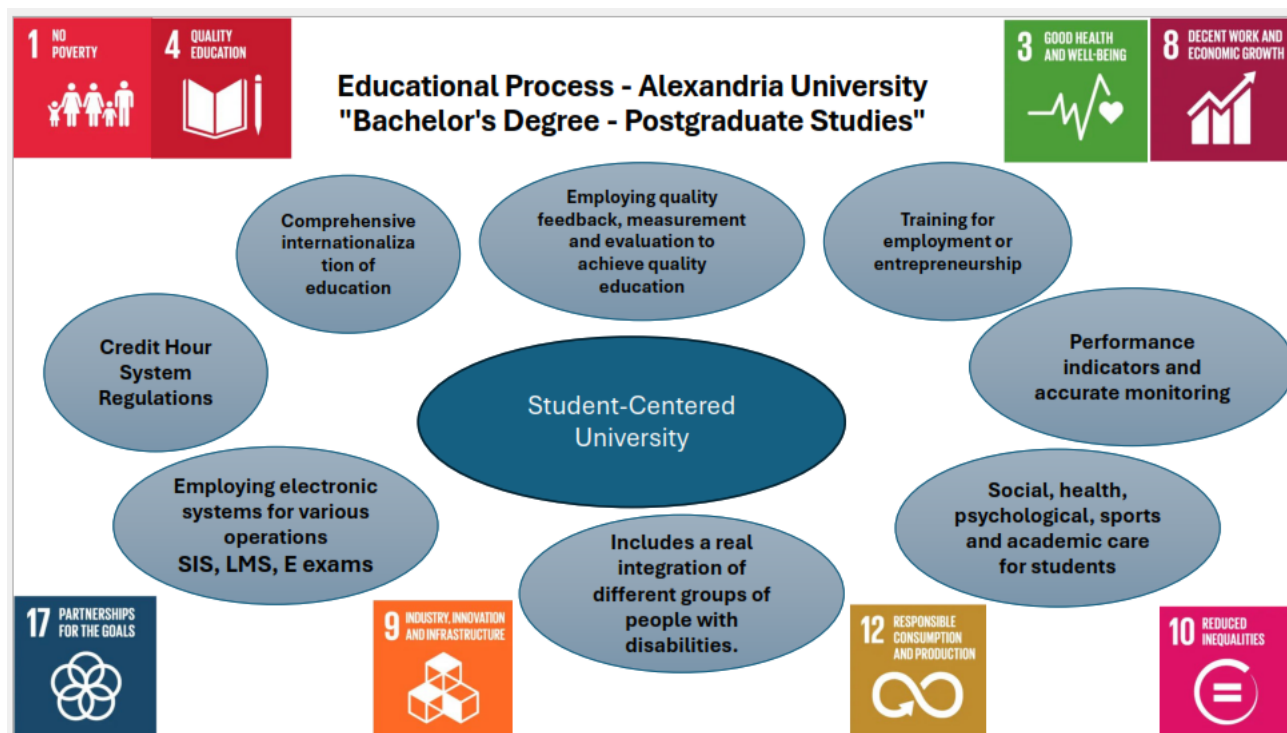 1 NO
POVERTY
4 QUALITY
EDUCATION
Educational Process - Alexandria University
"Bachelor's Degree - Postgraduate Studies"
3 GOOD HEALTH
AND WELL-BEING
8 DECENT WORK AND
ECONOMIC GROWTH
Comprehensive
internationaliza
tion of
education
Employing quality
feedback, measurement
and evaluation to
achieve quality
education
Training for
employment or
entrepreneurship
Credit Hour
System
Regulations
Student-Centered
University
Performance
indicators and
accurate monitoring
Employing electronic
systems for various
operations
SIS, LMS, E exams
Includes a real
integration of
different groups of
people with
disabilities.
Social, health,
psychological, sports
and academic care
for students
17 PARTNERSHIPS
FOR THE GOALS
9 INDUSTRY, INNOVATION
AND INFRASTRUCTURE
12 RESPONSIBLE
CONSUMPTION
AND PRODUCTION
10 REDUCED
INEQUALITIES